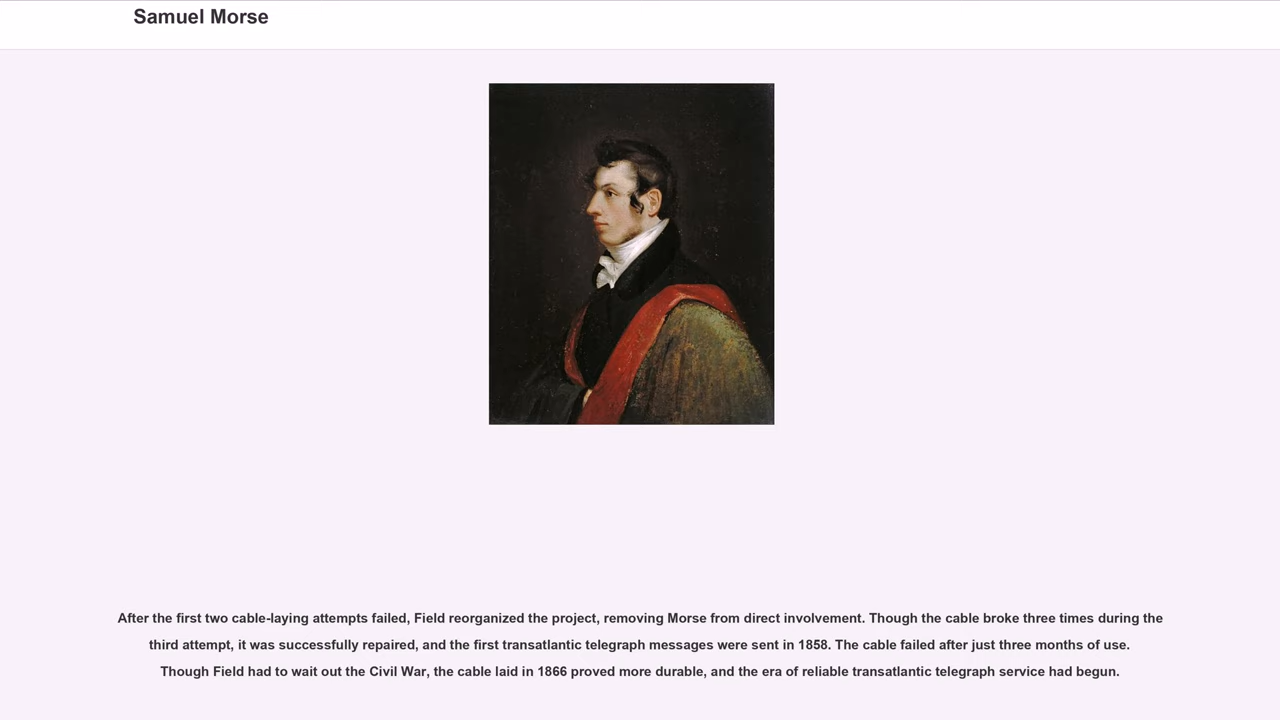 Samuel Morse
After the first two cable-laying attempts failed, Field reorganized the project, removing Morse from direct involvement. Though the cable broke three times during the
third attempt, it was successfully repaired, and the first transatlantic telegraph messages were sent in 1858. The cable failed after just three months of use.
Though Field had to wait out the Civil War, the cable laid in 1866 proved more durable, and the era of reliable transatlantic telegraph service had begun.